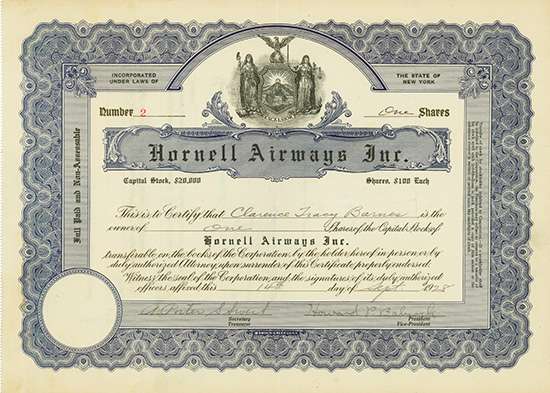 INCORPORATED
UNDER LAWS OF
THE STATE OF
NEW YORK
EXCELSIOR
Number 2
One Shares
Hornell Airways Inc.
Capital Stock, $20,000
Shares, $100 Each
Full Paid and Non-Assessable
This is to Certify that Clarence Tracy Barnes is the
owner of One Shares of the Capital Stock of
Hornell Airways Inc.
transferable on the books of the Corporation by the holder hereof in person or by
duly authorized Attorney upon surrender of this Certificate properly endorsed.
Witness the seal of the Corporation and the signatures of its duly authorized
officers affixed this 14th day of Sept 1928
Secretary
Treasurer
Howard P.
President
Vice-President